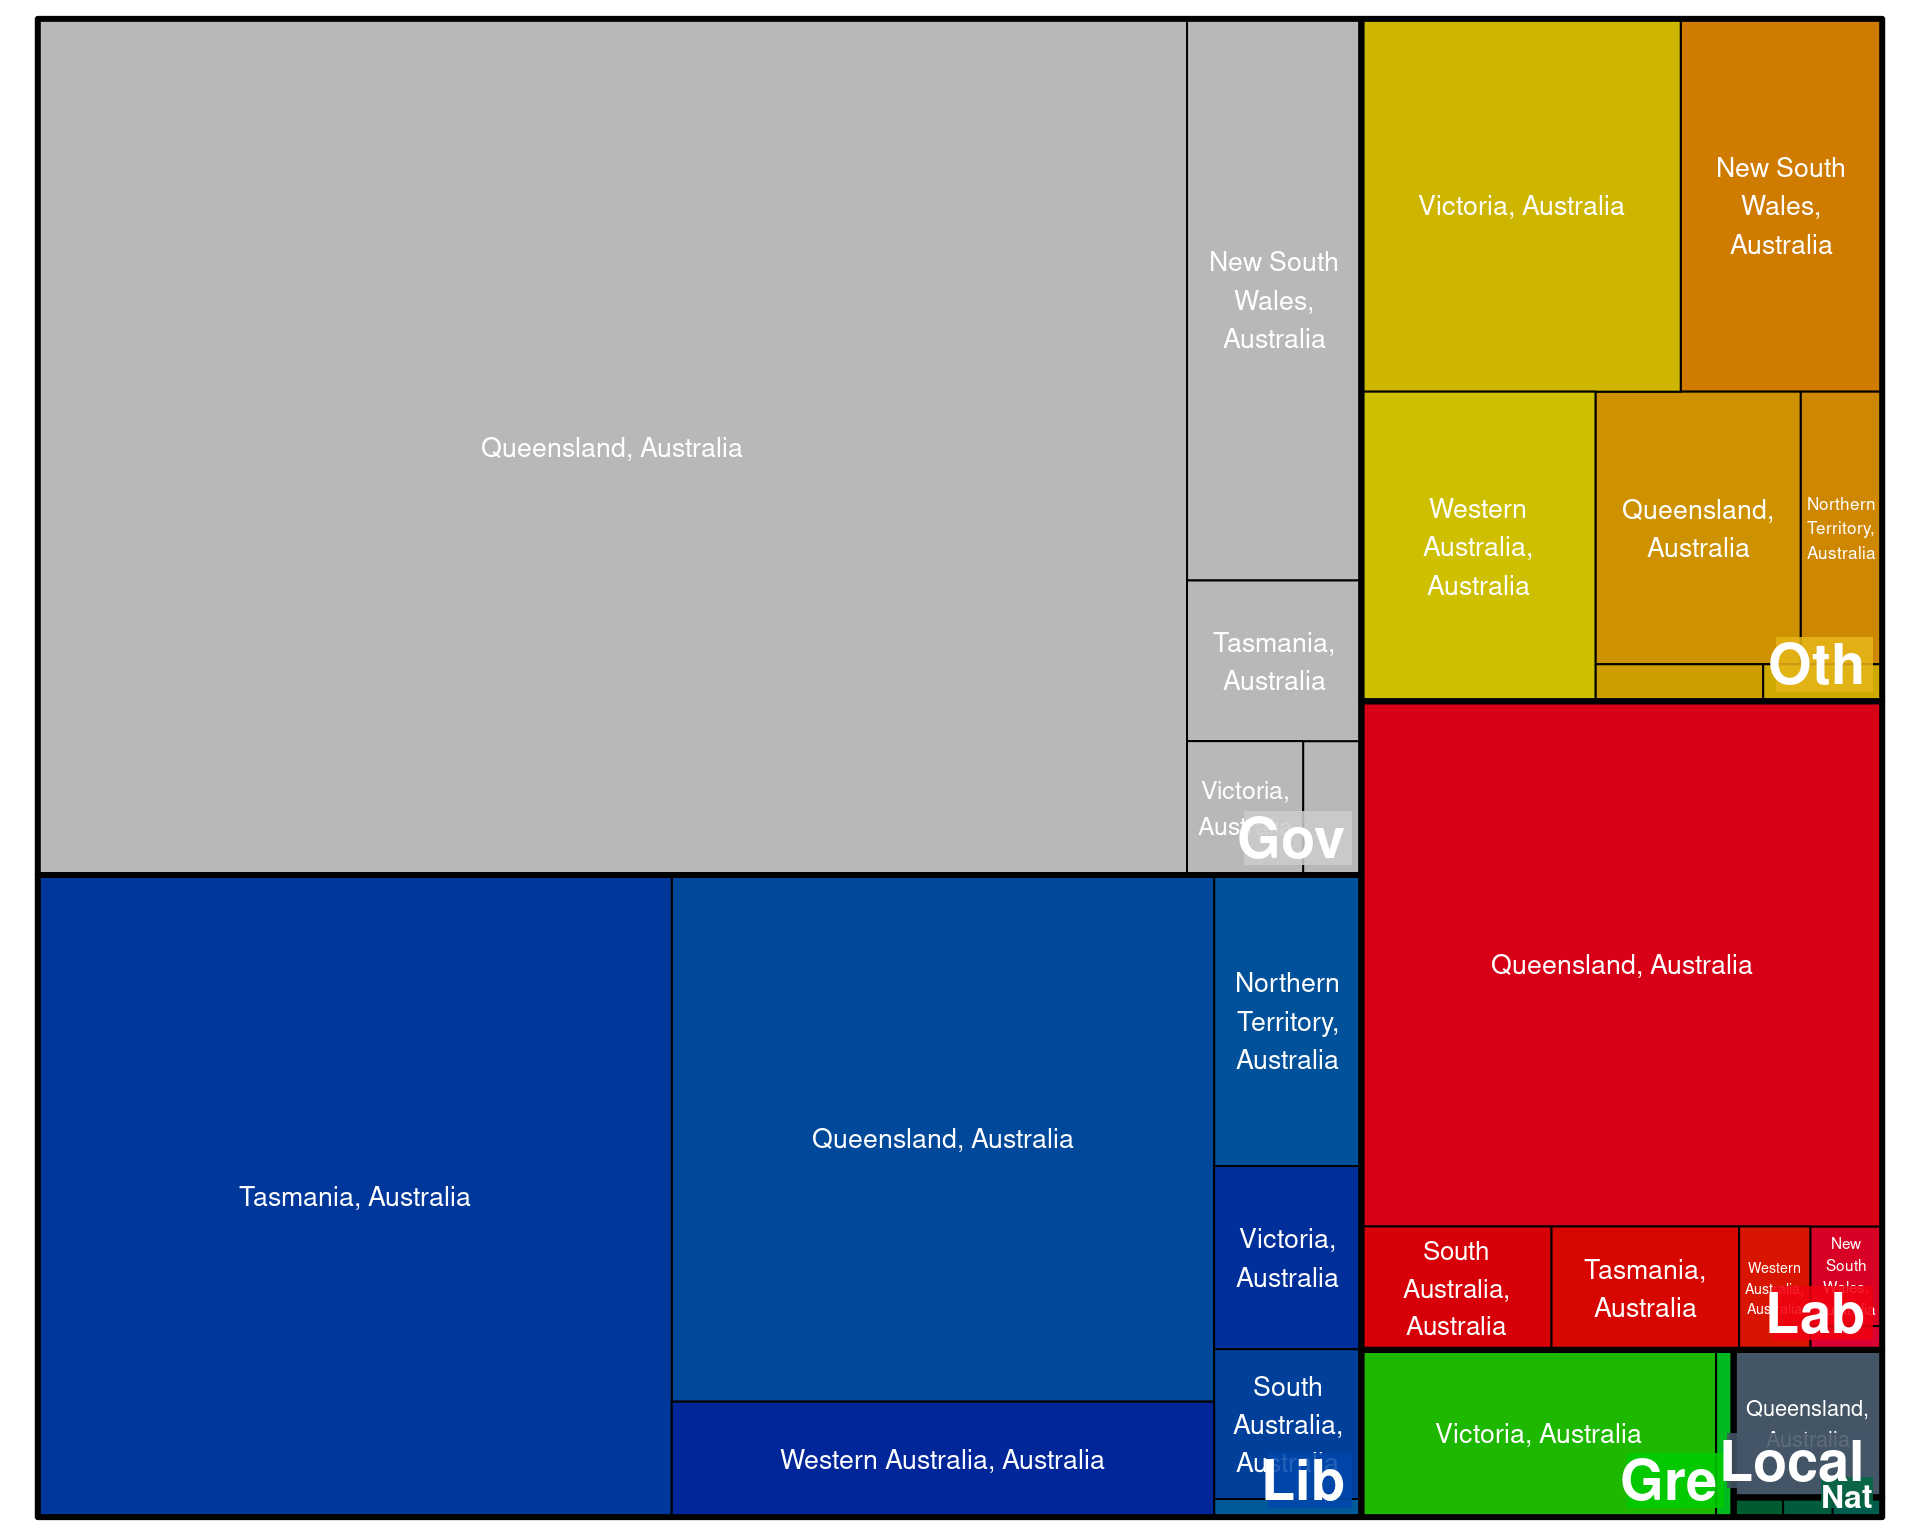 Queensland, Australia
New South
Wales,
Australia
Tasmania,
Australia
Victoria,
Gov
Victoria, Australia
New South
Wales,
Australia
Western
Australia,
Australia
Queensland,
Australia
Northern
Territory,
Australia
Oth
Tasmania, Australia
Queensland, Australia
Western Australia, Australia
Northern
Territory,
Australia
Victoria,
Australia
South
Australia,
Australia
Lib
Queensland, Australia
South
Australia,
Australia
Tasmania,
Australia
Western
Australia,
Australia
New
South
Wales,
Lab
Victoria, Australia
Gre
Queensland,
Australia
Local
Nat